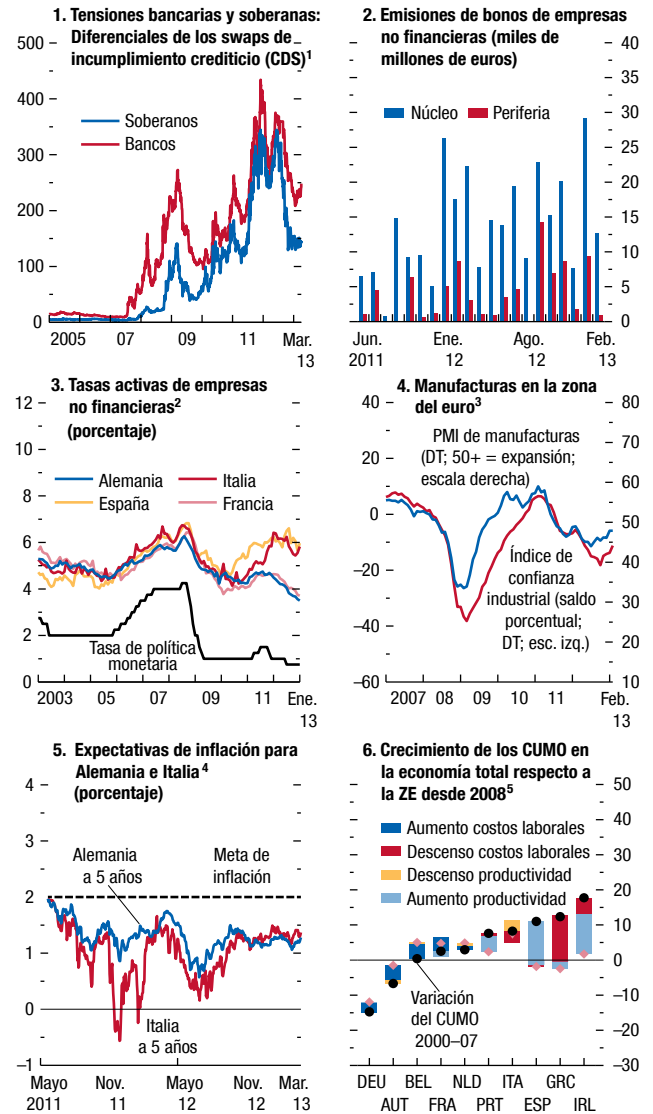 1. Tensiones bancarias y soberanas:
Diferenciales de los swaps de
incumplimiento crediticio (CDS)1
500
400
300
200
100
0
Soberanos
Bancos
2005 07 09 11 Mar.
13
2. Emisiones de bonos de empresas
no financieras (miles de
millones de euros)
40
35
30
25
20
15
10
5
0
Núcleo Periferia
Jun. Ene. Ago. Feb.
2011 12 12 13
3. Tasas activas de empresas
no financieras2
(porcentaje)
12
10
8
6
4
2
0
Alemania Italia
España Francia
Tasa de política
monetaria
2003 05 07 09 11 Ene.
13
4. Manufacturas en la zona
del euro3
40
20
0
–20
–40
–60
80
70
60
50
40
30
20
10
PMI de manufacturas
(DT; 50+ = expansión;
escala derecha)
Índice de
confianza
industrial (saldo
porcentual;
DT; esc. izq.)
2007 08 09 10 11 Feb.
13
5. Expectativas de inflación para
Alemania e Italia4
(porcentaje)
4
3
2
1
0
–1
Alemania
a 5 años
Meta de
inflación
Italia
a 5 años
Mayo Nov. Mayo Nov. Mar.
2011 11 12 12 13
6. Crecimiento de los CUMO en
la economía total respecto a
la ZE desde 20085
50
40
30
20
10
0
–10
–20
–30
Aumento costos laborales
Descenso costos laborales
Descenso productividad
Aumento productividad
Variación
del CUMO
2000–07
DEU BEL NLD ITA GRC
AUT FRA PRT ESP IRL